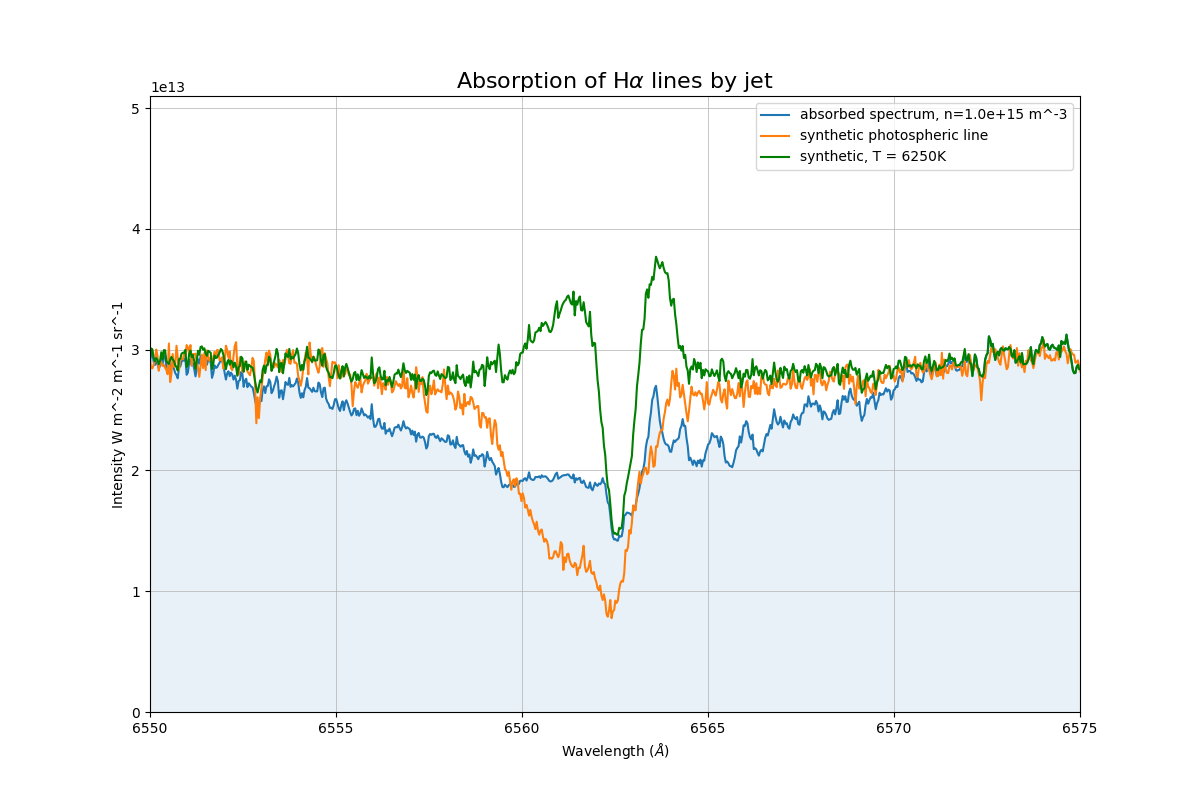 Absorption of Hα lines by jet
1e13
absorbed spectrum, n=1.0e+15 m^-3
synthetic photospheric line
synthetic, T = 6250K
5
4
3
2
1
0
Intensity W m^-2 m^-1 sr^-1
6550 6555 6560 6565 6570 6575
Wavelength (Å)